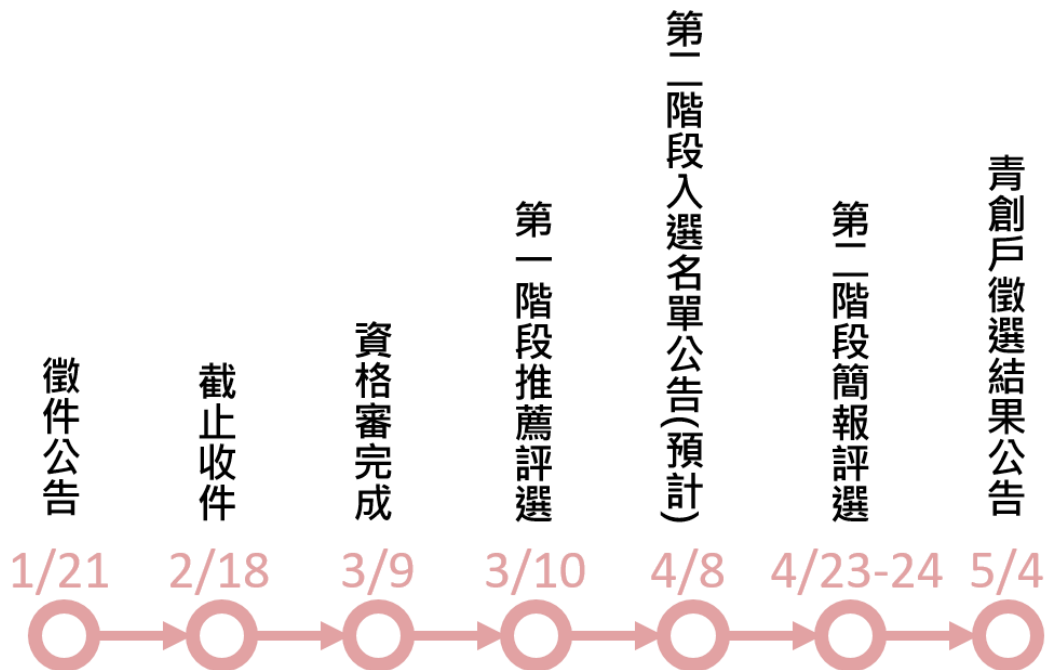 徵件公告
截止收件
資格審完成
第一階段推薦評選
第二階段入選名單公告(預計)
第二階段簡報評選
青創戶徵選結果公告
1/21
2/18
3/9
3/10
4/8
4/23-24
5/4